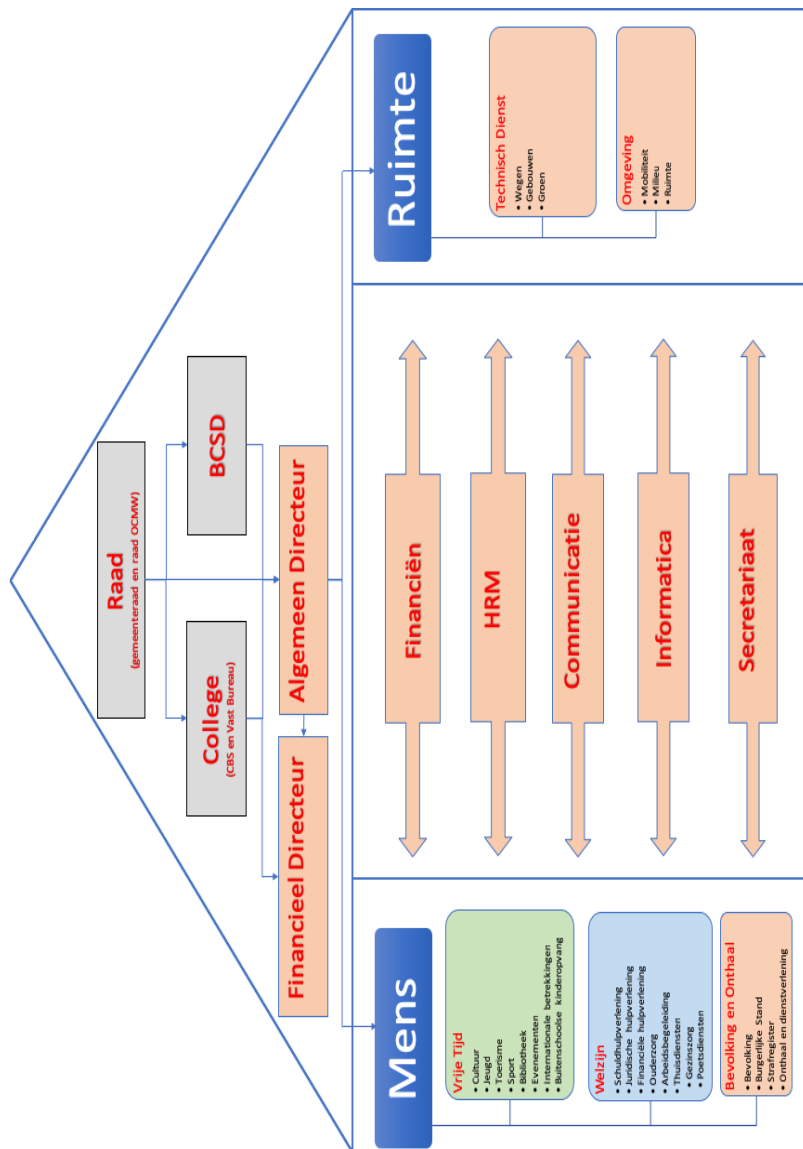 Raad
(gemeenteraad en raad OCMW)
College
(CBS en Vast Bureau)
BCSD
Financieel Directeur
Algemeen Directeur
Mens
Vrije Tijd
• Cultuur
• Jeugd
• Toerisme
• Sport
• Bibliotheek
• Evenementen
• Internationale betrekkingen
• Buitenschoolse kinderopvang
Welzijn
• Schuldhulpverlening
• Juridische hulpverlening
• Financiële hulpverlening
• Ouderzorg
• Arbeidsbegeleiding
• Thuisdiensten
• Gezinszorg
• Poetsdiensten
Bevolking en Onthaal
• Bevolking
• Burgerlijke Stand
• Strafregister
• Onthaal en dienstverlening
Financiën
HRM
Communicatie
Informatica
Secretariaat
Ruimte
Technisch Dienst
• Wegen
• Gebouwen
• Groen
Omgeving
• Mobiliteit
• Milieu
• Ruimte